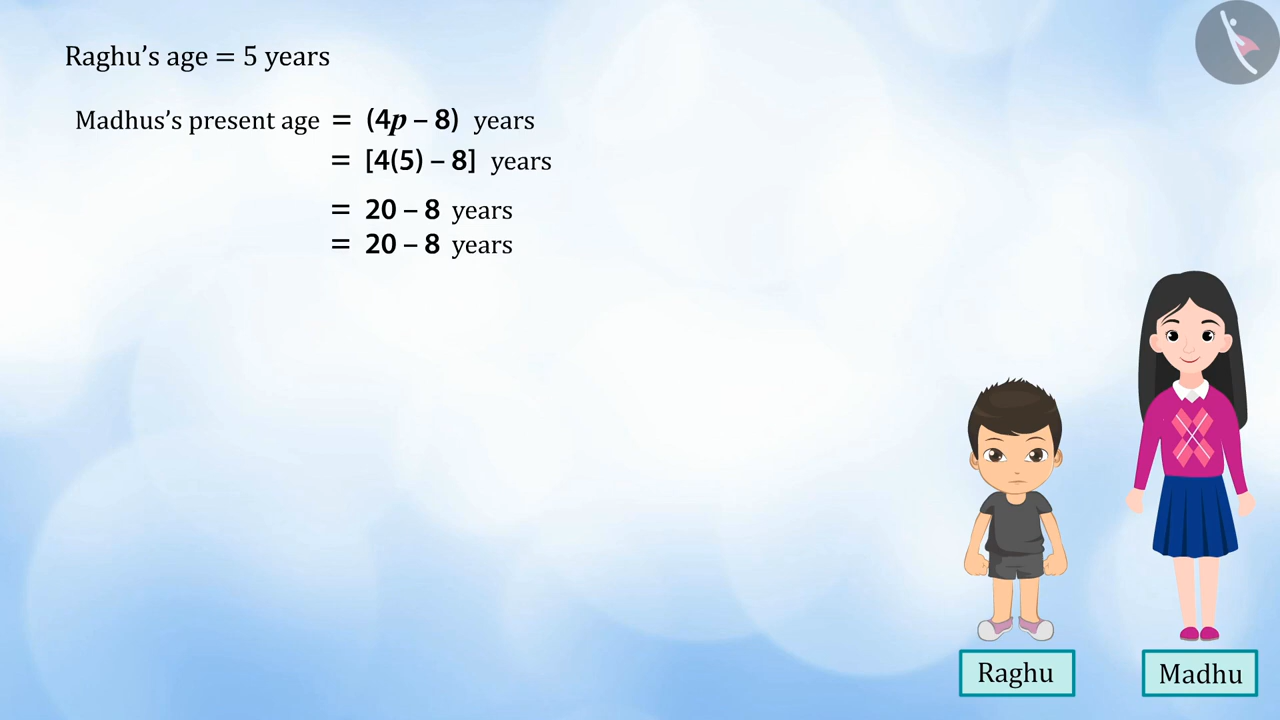 Raghu’s age = 5 years
Madhus’s present age = (4p – 8) years
= [4(5) – 8] years
= 20 – 8 years
= 20 – 8 years
Raghu
Madhu